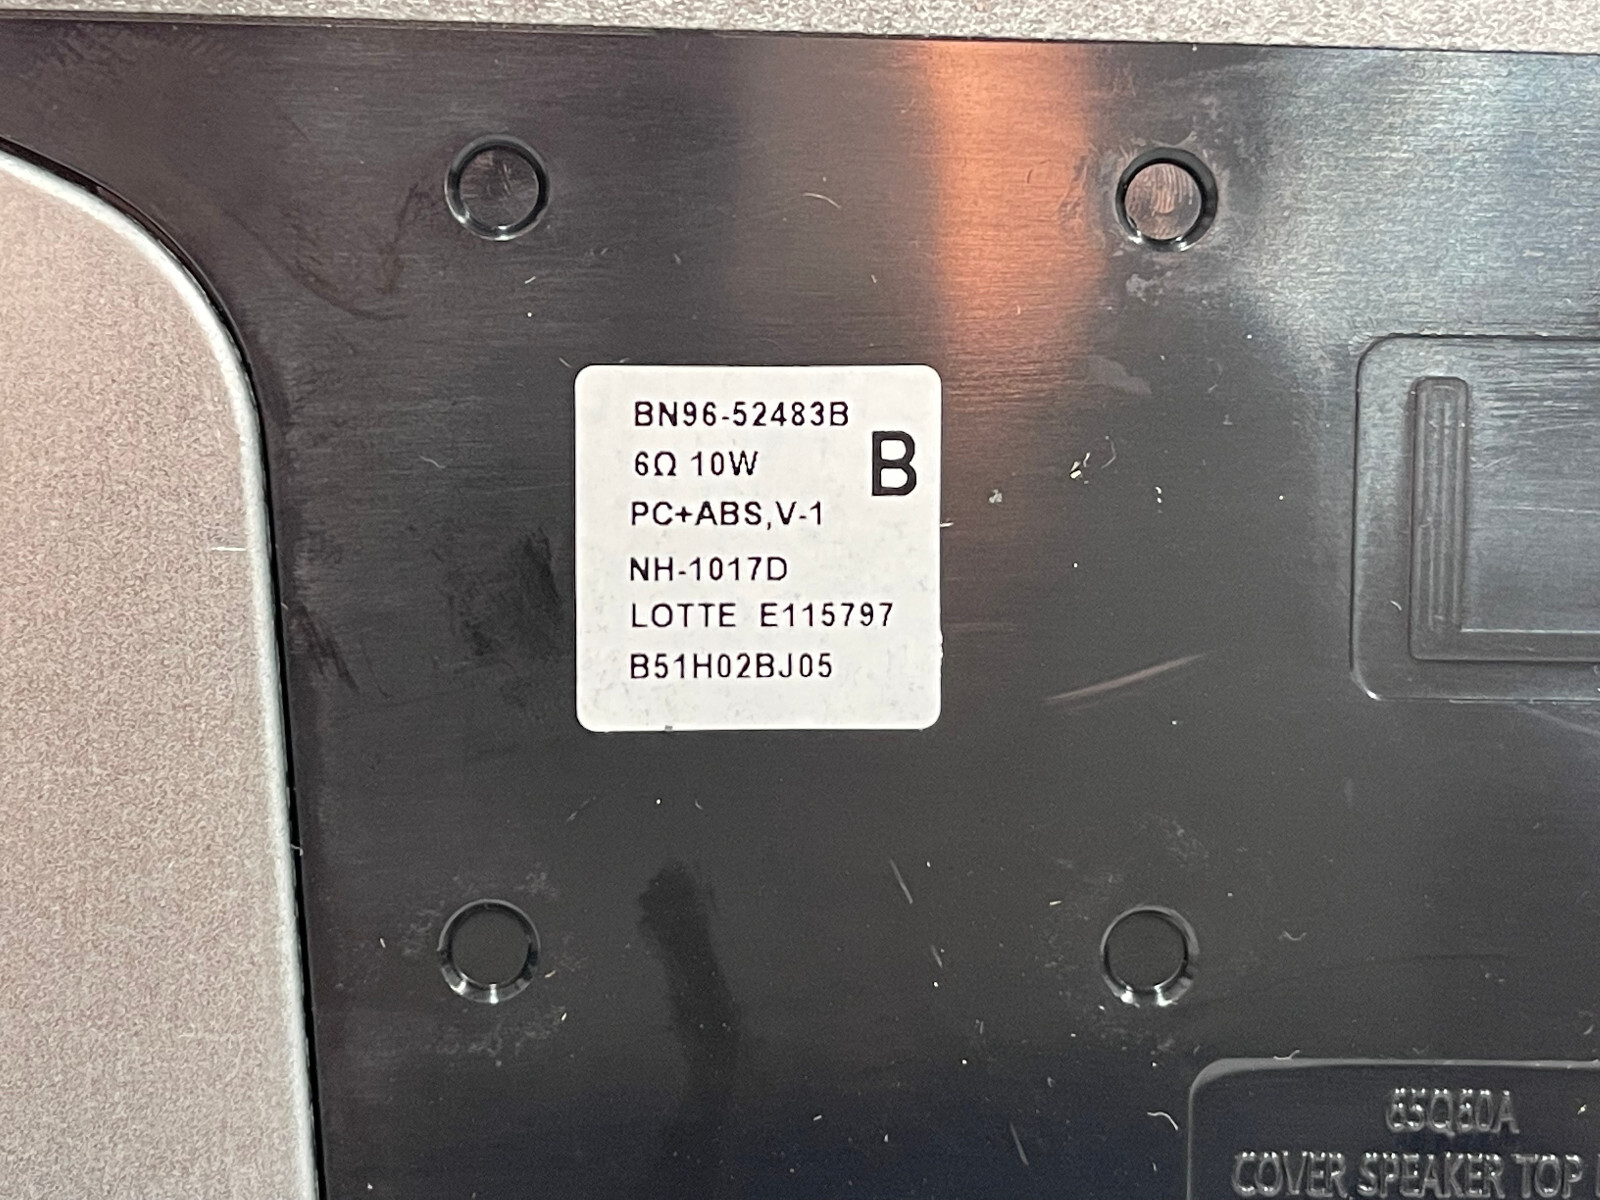 BN96-52483B
B
6Ω 10W
PC+ABS,V-1
NH-1017D
LOTTE E115797
B51H02BJ05
65Q60A
COVER SPEAKER TOP